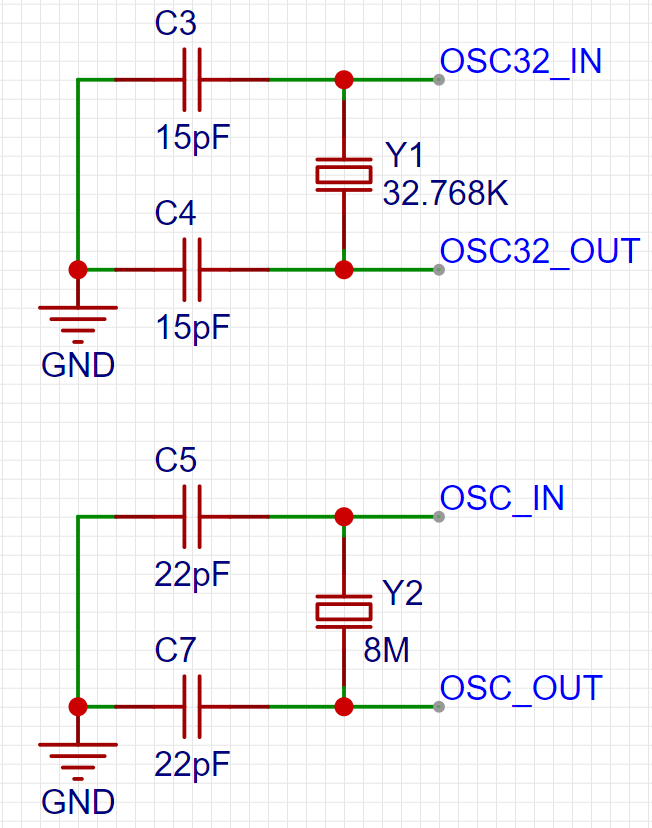 C3
15pF
OSC32_IN
Y1
32.768K
C4
15pF
OSC32_OUT
GND
C5
22pF
OSC_IN
Y2
8M
C7
22pF
OSC_OUT
GND